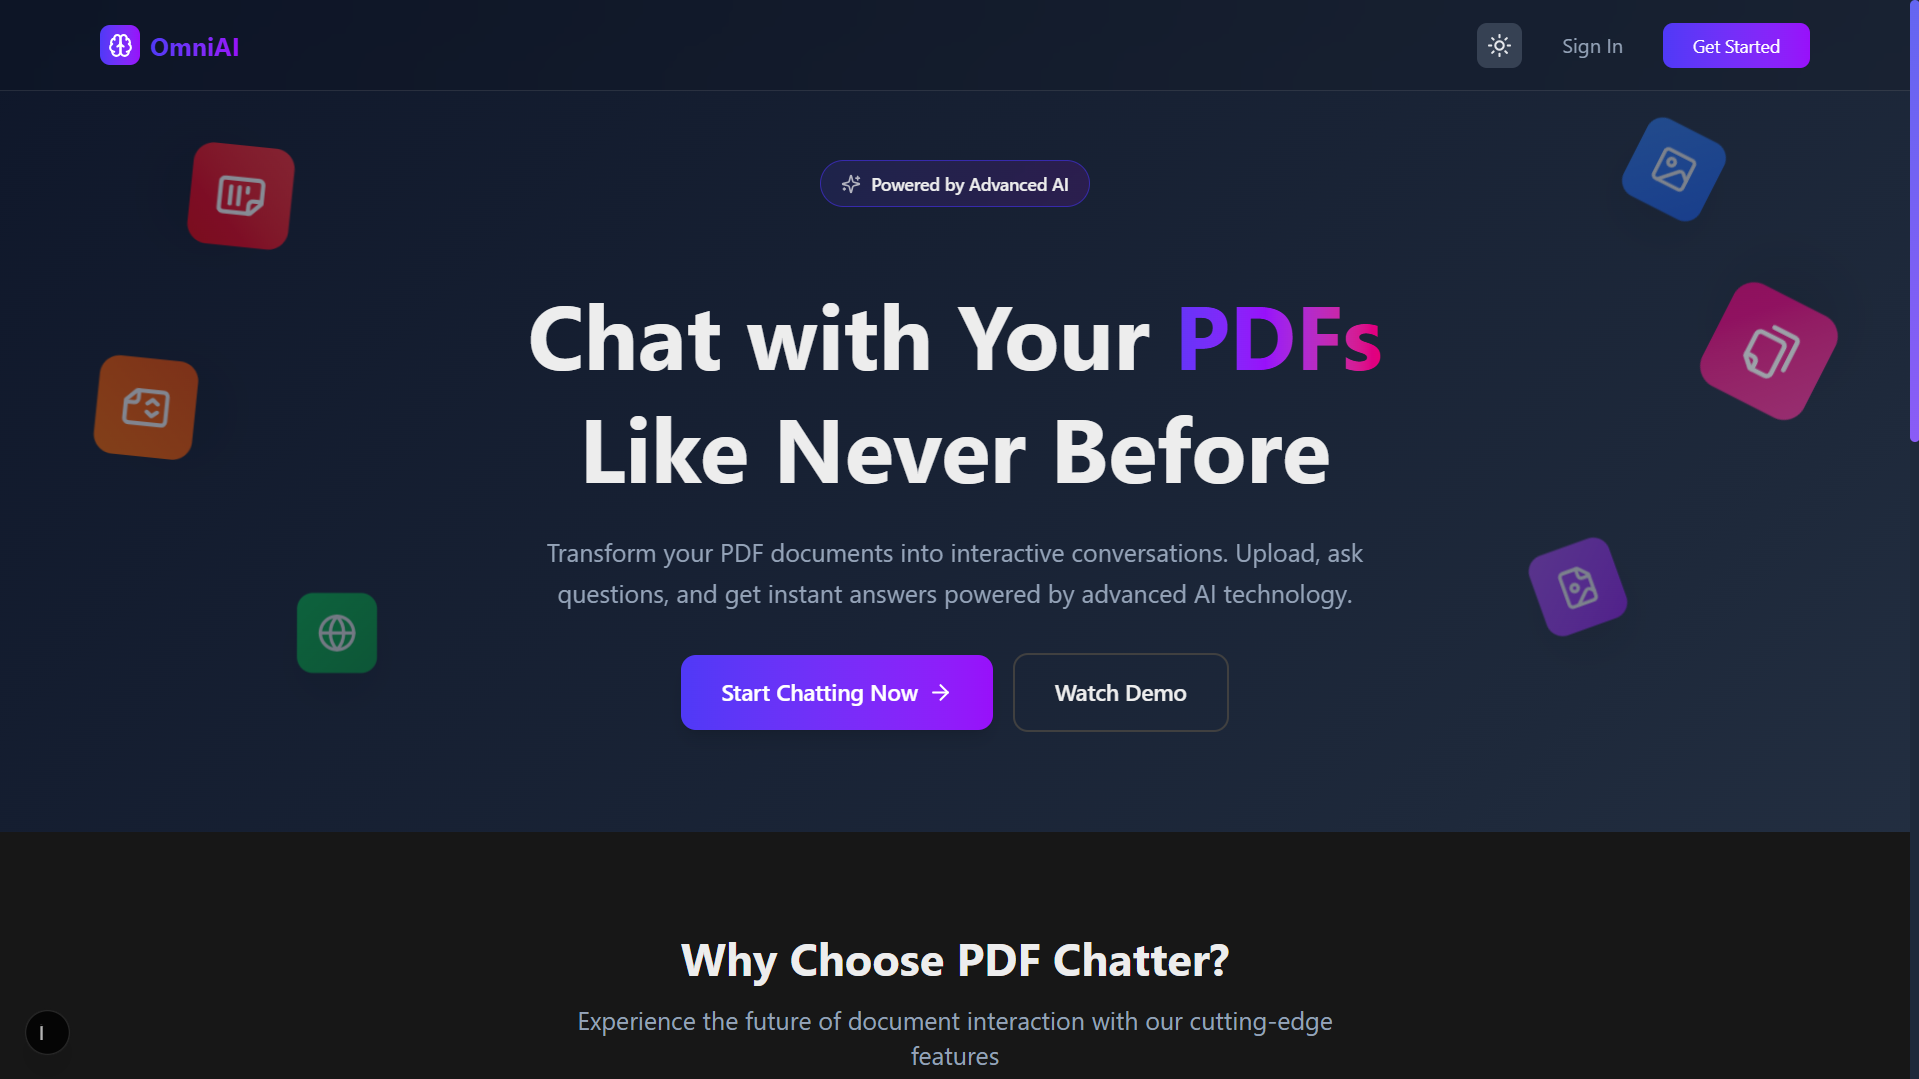 OmniAI
Sign In
Get Started
Powered by Advanced AI
Chat with Your PDFs
Like Never Before
Transform your PDF documents into interactive conversations. Upload, ask
questions, and get instant answers powered by advanced AI technology.
Start Chatting Now
Watch Demo
Why Choose PDF Chatter?
Experience the future of document interaction with our cutting-edge
features